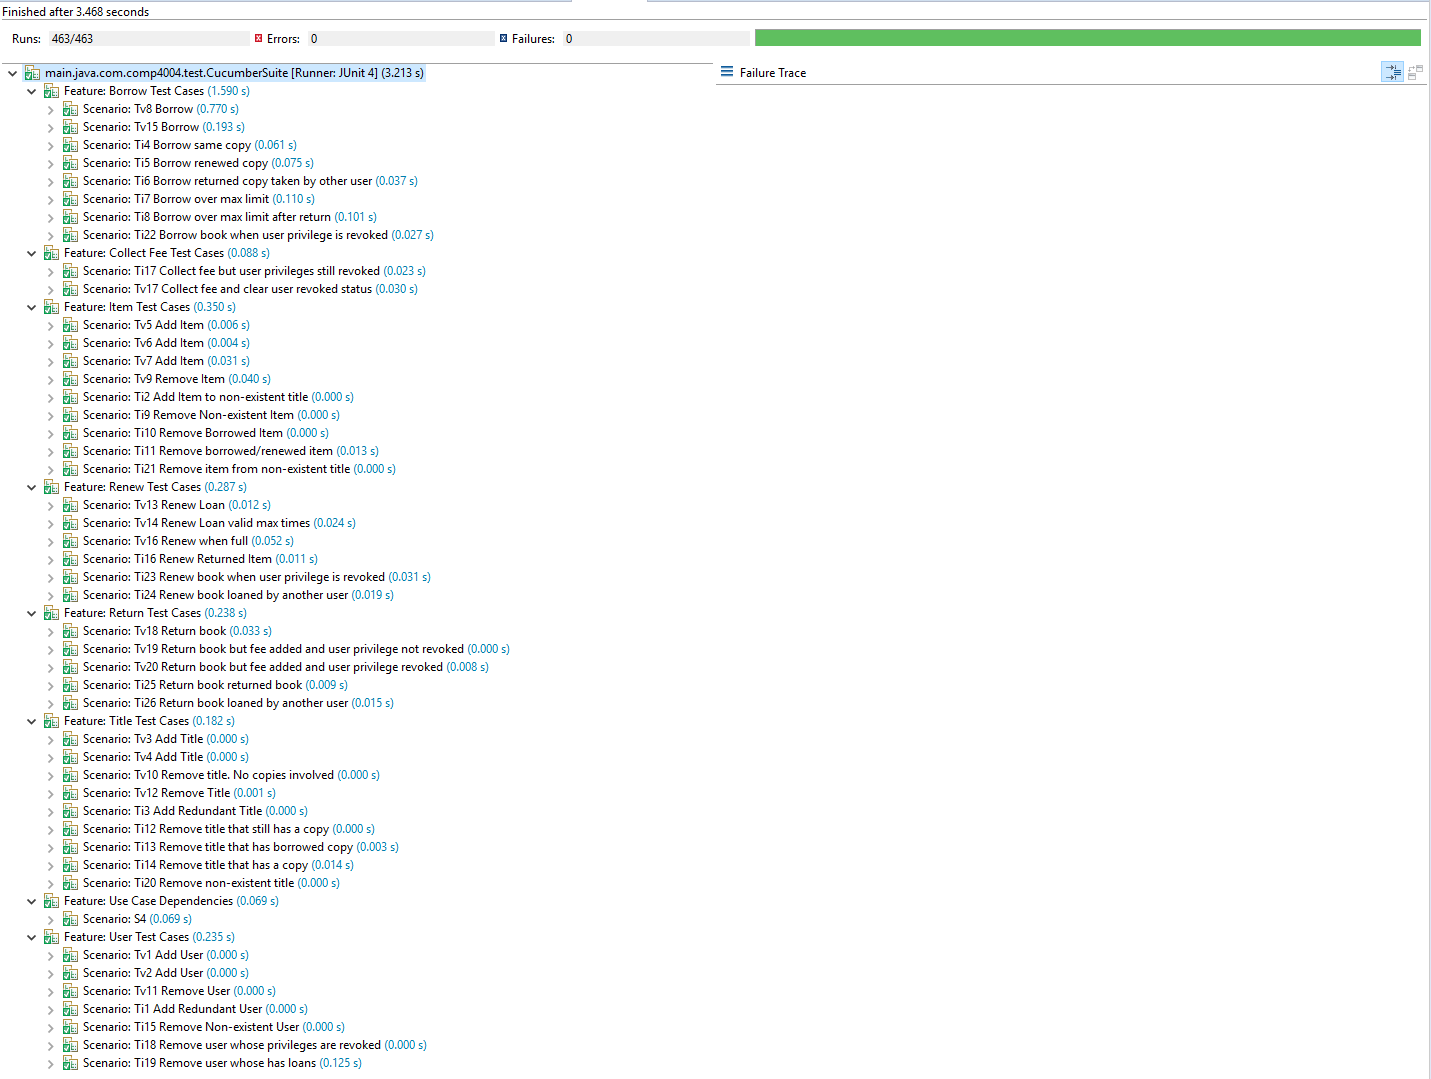 Finished after 3.468 seconds
Runs: 463/463 Errors: 0 Failures: 0
main.java.com.comp4004.test.CucumberSuite [Runner: JUnit 4] (3.213 s) Failure Trace
Feature: Borrow Test Cases (1.590 s)
Scenario: Tv8 Borrow (0.770 s)
Scenario: Tv15 Borrow (0.193 s)
Scenario: Ti4 Borrow same copy (0.061 s)
Scenario: Ti5 Borrow renewed copy (0.075 s)
Scenario: Ti6 Borrow returned copy taken by other user (0.037 s)
Scenario: Ti7 Borrow over max limit (0.110 s)
Scenario: Ti8 Borrow over max limit after return (0.101 s)
Scenario: Ti22 Borrow book when user privilege is revoked (0.027 s)
Feature: Collect Fee Test Cases (0.088 s)
Scenario: Ti17 Collect fee but user privileges still revoked (0.023 s)
Scenario: Tv17 Collect fee and clear user revoked status (0.030 s)
Feature: Item Test Cases (0.350 s)
Scenario: Tv5 Add Item (0.006 s)
Scenario: Tv6 Add Item (0.004 s)
Scenario: Tv7 Add Item (0.031 s)
Scenario: Tv9 Remove Item (0.040 s)
Scenario: Ti2 Add Item to non-existent title (0.000 s)
Scenario: Ti9 Remove Non-existent Item (0.000 s)
Scenario: Ti10 Remove Borrowed Item (0.000 s)
Scenario: Ti11 Remove borrowed/renewed item (0.013 s)
Scenario: Ti21 Remove item from non-existent title (0.000 s)
Feature: Renew Test Cases (0.287 s)
Scenario: Tv13 Renew Loan (0.012 s)
Scenario: Tv14 Renew Loan valid max times (0.024 s)
Scenario: Tv16 Renew when full (0.052 s)
Scenario: Ti16 Renew Returned Item (0.011 s)
Scenario: Ti23 Renew book when user privilege is revoked (0.031 s)
Scenario: Ti24 Renew book loaned by another user (0.019 s)
Feature: Return Test Cases (0.238 s)
Scenario: Tv18 Return book (0.033 s)
Scenario: Tv19 Return book but fee added and user privilege not revoked (0.000 s)
Scenario: Tv20 Return book but fee added and user privilege revoked (0.008 s)
Scenario: Ti25 Return book returned book (0.009 s)
Scenario: Ti26 Return book loaned by another user (0.015 s)
Feature: Title Test Cases (0.182 s)
Scenario: Tv3 Add Title (0.000 s)
Scenario: Tv4 Add Title (0.000 s)
Scenario: Tv10 Remove title. No copies involved (0.000 s)
Scenario: Tv12 Remove Title (0.001 s)
Scenario: Ti3 Add Redundant Title (0.000 s)
Scenario: Ti12 Remove title that still has a copy (0.000 s)
Scenario: Ti13 Remove title that has borrowed copy (0.003 s)
Scenario: Ti14 Remove title that has a copy (0.014 s)
Scenario: Ti20 Remove non-existent title (0.000 s)
Feature: Use Case Dependencies (0.069 s)
Scenario: S4 (0.069 s)
Feature: User Test Cases (0.235 s)
Scenario: Tv1 Add User (0.000 s)
Scenario: Tv2 Add User (0.000 s)
Scenario: Tv11 Remove User (0.000 s)
Scenario: Ti1 Add Redundant User (0.000 s)
Scenario: Ti15 Remove Non-existent User (0.000 s)
Scenario: Ti18 Remove user whose privileges are revoked (0.000 s)
Scenario: Ti19 Remove user whose has loans (0.125 s)